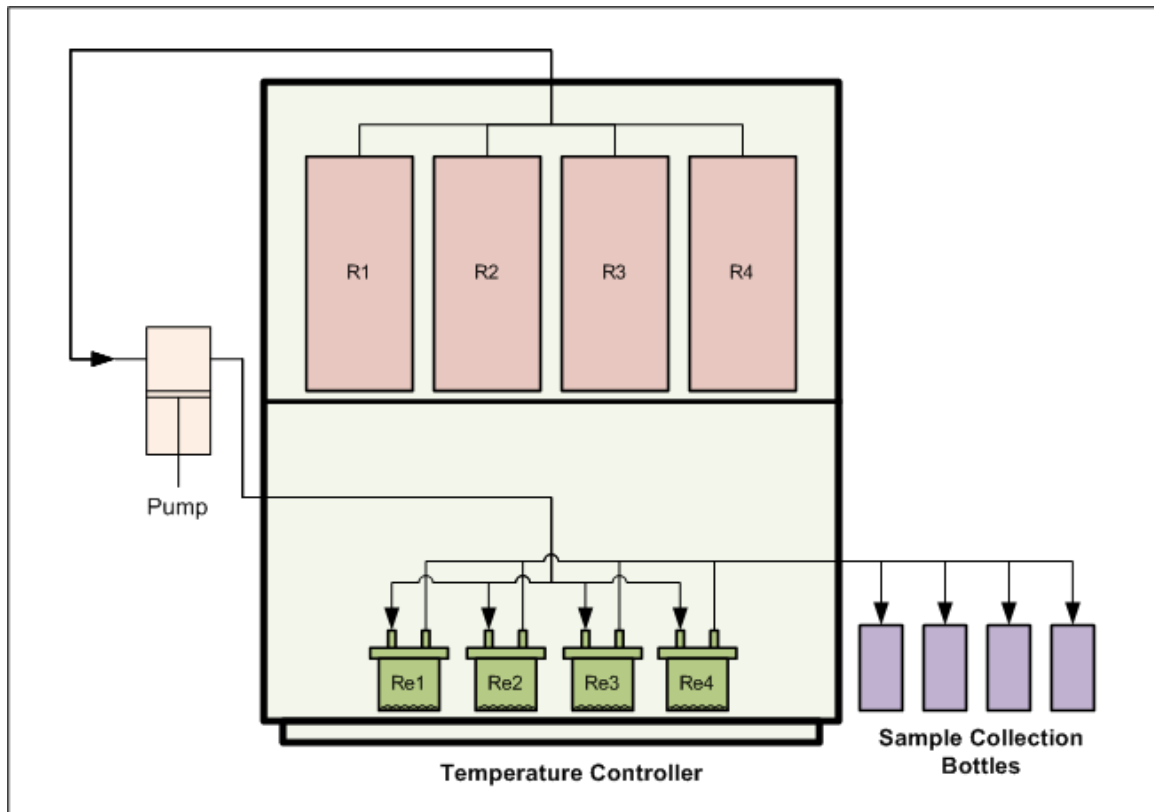 R1
R2
R3
R4
Pump
Re1
Re2
Re3
Re4
Sample Collection
Bottles
Temperature Controller